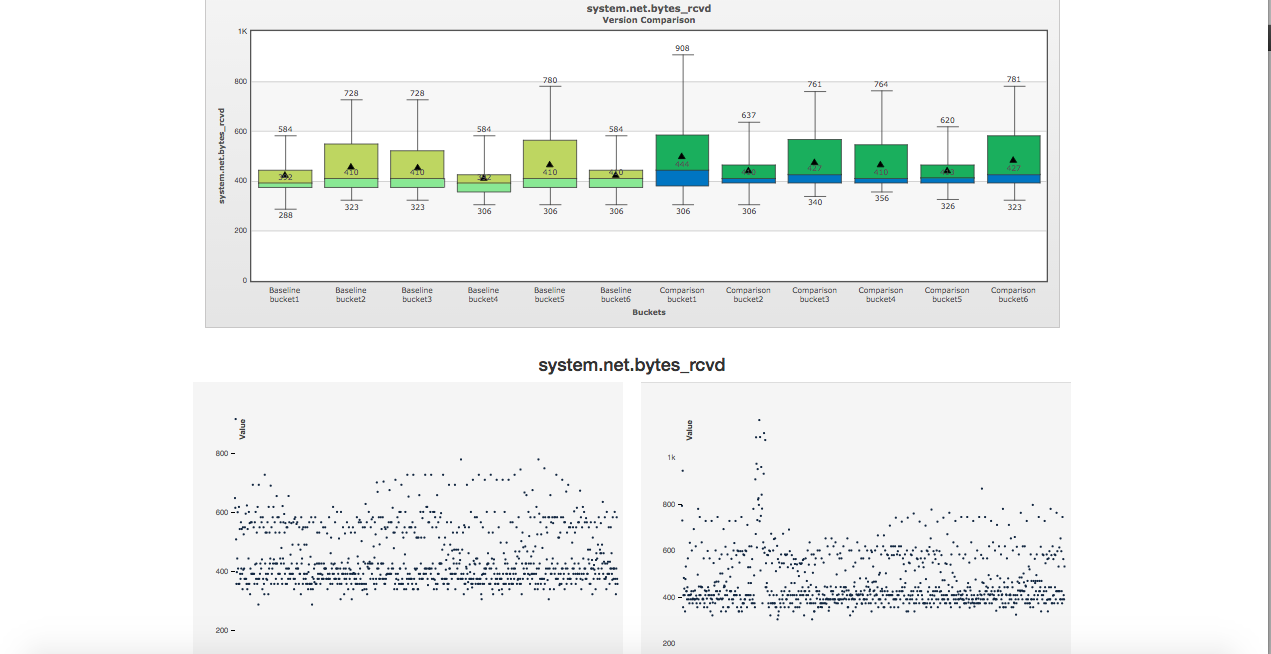 system.net.bytes_rcvd
Version Comparison
system.net.bytes_rcvd
1K
800
600
400
200
0
584
728
728
584
780
584
908
637
761
764
620
781
410
410
410
444
427
410
427
288
323
323
306
306
306
306
306
340
356
326
323
Baseline bucket1
Baseline bucket2
Baseline bucket3
Baseline bucket4
Baseline bucket5
Baseline bucket6
Comparison bucket1
Comparison bucket2
Comparison bucket3
Comparison bucket4
Comparison bucket5
Comparison bucket6
Buckets
system.net.bytes_rcvd
Value
800
600
400
200
Value
1k
800
600
400
200